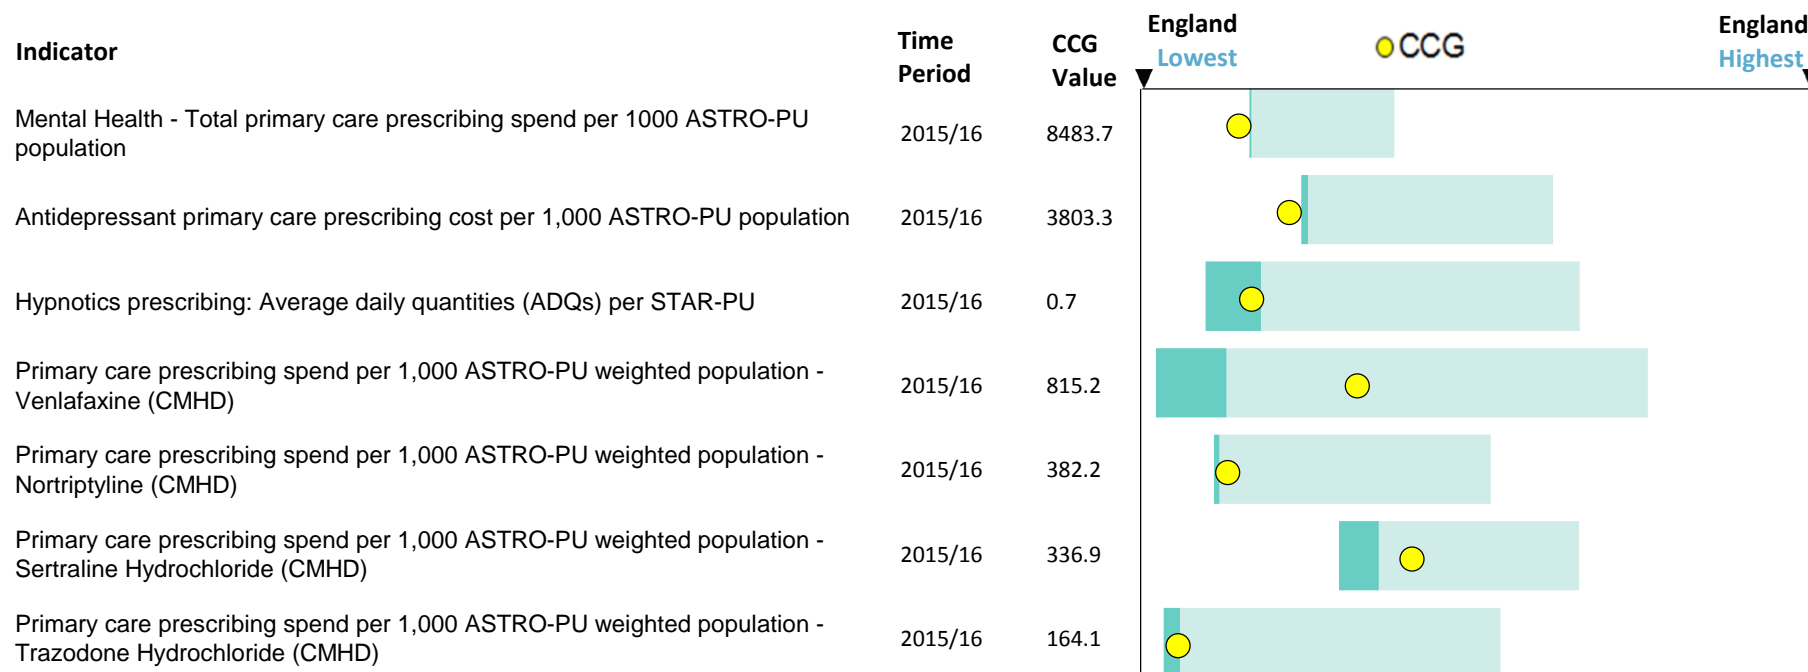 Indicator
Time
Period
CCG
Value
England
Lowest
CCG
England
Highest
Mental Health - Total primary care prescribing spend per 1000 ASTRO-PU
population
2015/16
8483.7
Antidepressant primary care prescribing cost per 1,000 ASTRO-PU population
2015/16
3803.3
Hypnotics prescribing: Average daily quantities (ADQs) per STAR-PU
2015/16
0.7
Primary care prescribing spend per 1,000 ASTRO-PU weighted population -
Venlafaxine (CMHD)
2015/16
815.2
Primary care prescribing spend per 1,000 ASTRO-PU weighted population -
Nortriptyline (CMHD)
2015/16
382.2
Primary care prescribing spend per 1,000 ASTRO-PU weighted population -
Sertraline Hydrochloride (CMHD)
2015/16
336.9
Primary care prescribing spend per 1,000 ASTRO-PU weighted population -
Trazodone Hydrochloride (CMHD)
2015/16
164.1